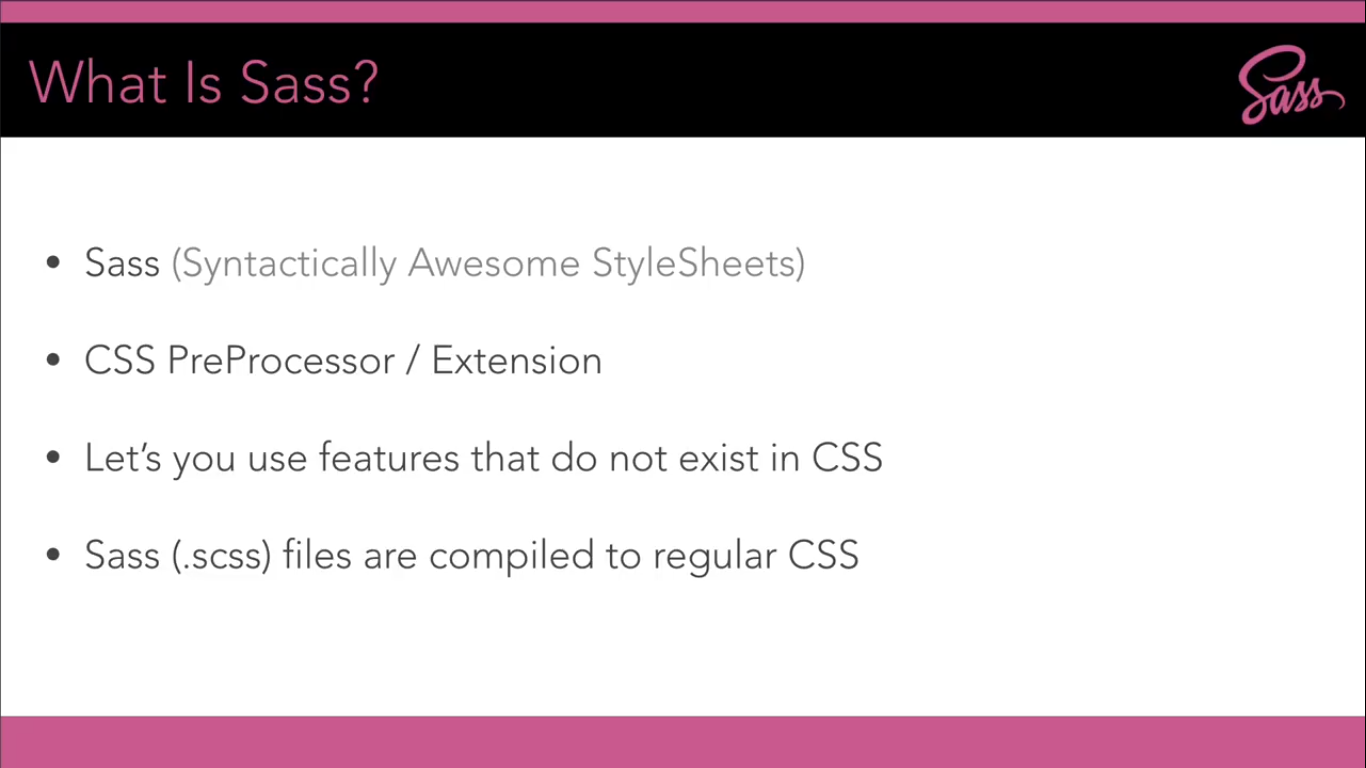 What Is Sass?
Sass
• Sass (Syntactically Awesome StyleSheets)
• CSS PreProcessor / Extension
• Let’s you use features that do not exist in CSS
• Sass (.scss) files are compiled to regular CSS